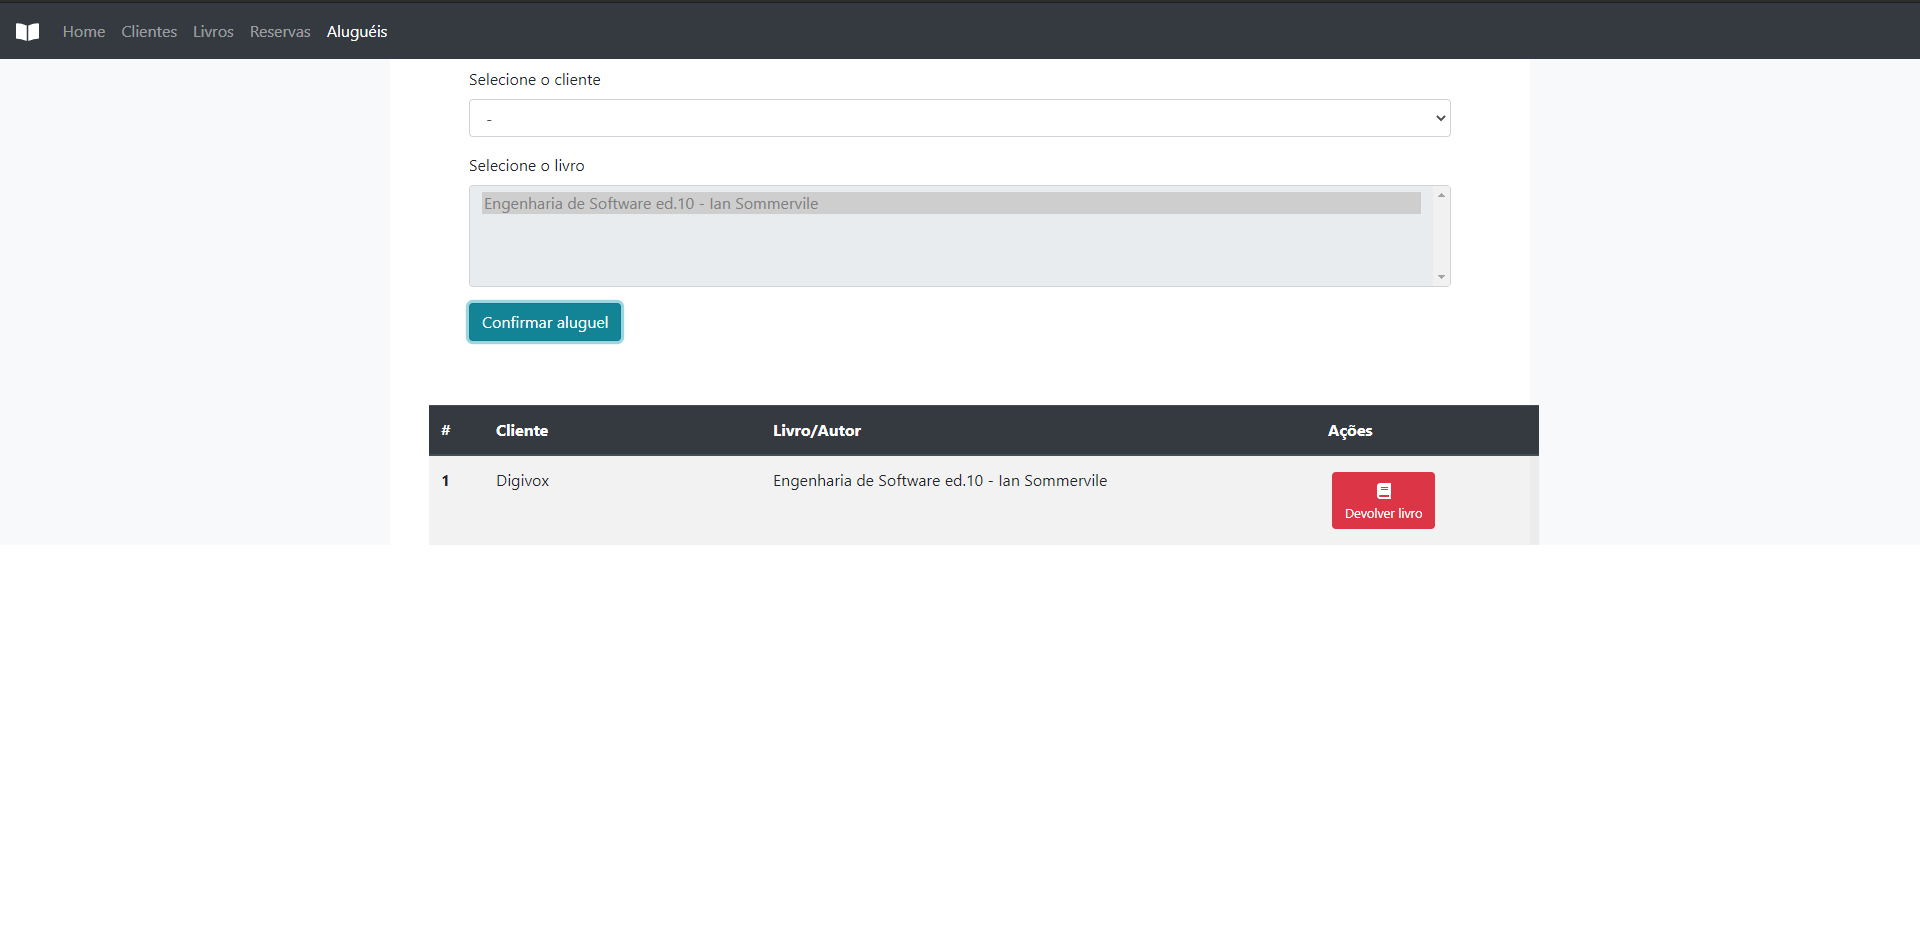 Home Clientes Livros Reservas Aluguéis
Selecione o cliente
-
Selecione o livro
Engenharia de Software ed.10 - Ian Sommervile
Confirmar aluguel
# Cliente Livro/Autor Ações
1 Digivox Engenharia de Software ed.10 - Ian Sommervile
Devolver livro